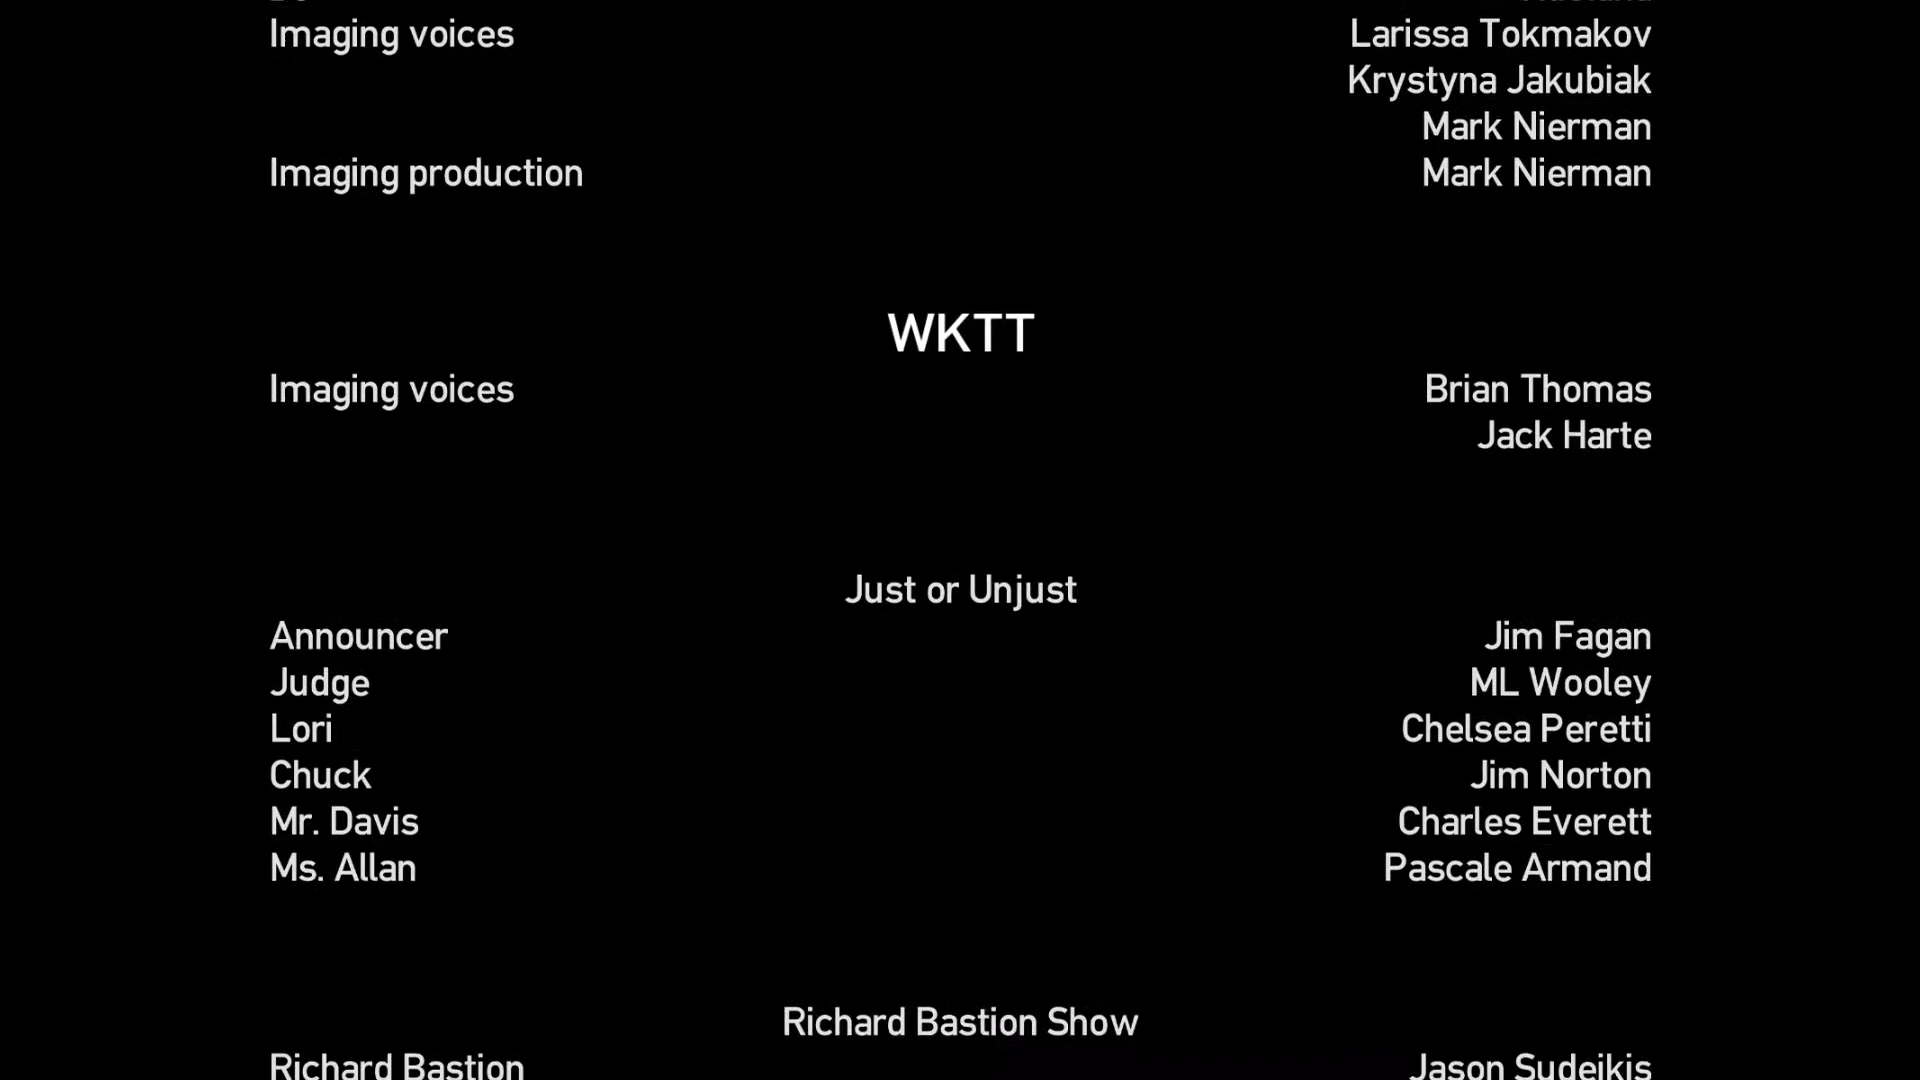 Imaging voices Larissa Tokmakov
Krystyna Jakubiak
Mark Nierman
Imaging production Mark Nierman
WKTT
Imaging voices Brian Thomas
Jack Harte
Just or Unjust
Announcer Jim Fagan
Judge ML Wooley
Lori Chelsea Peretti
Chuck Jim Norton
Mr. Davis Charles Everett
Ms. Allan Pascale Armand
Richard Bastion Show
Richard Bastion Jason Sudeikis